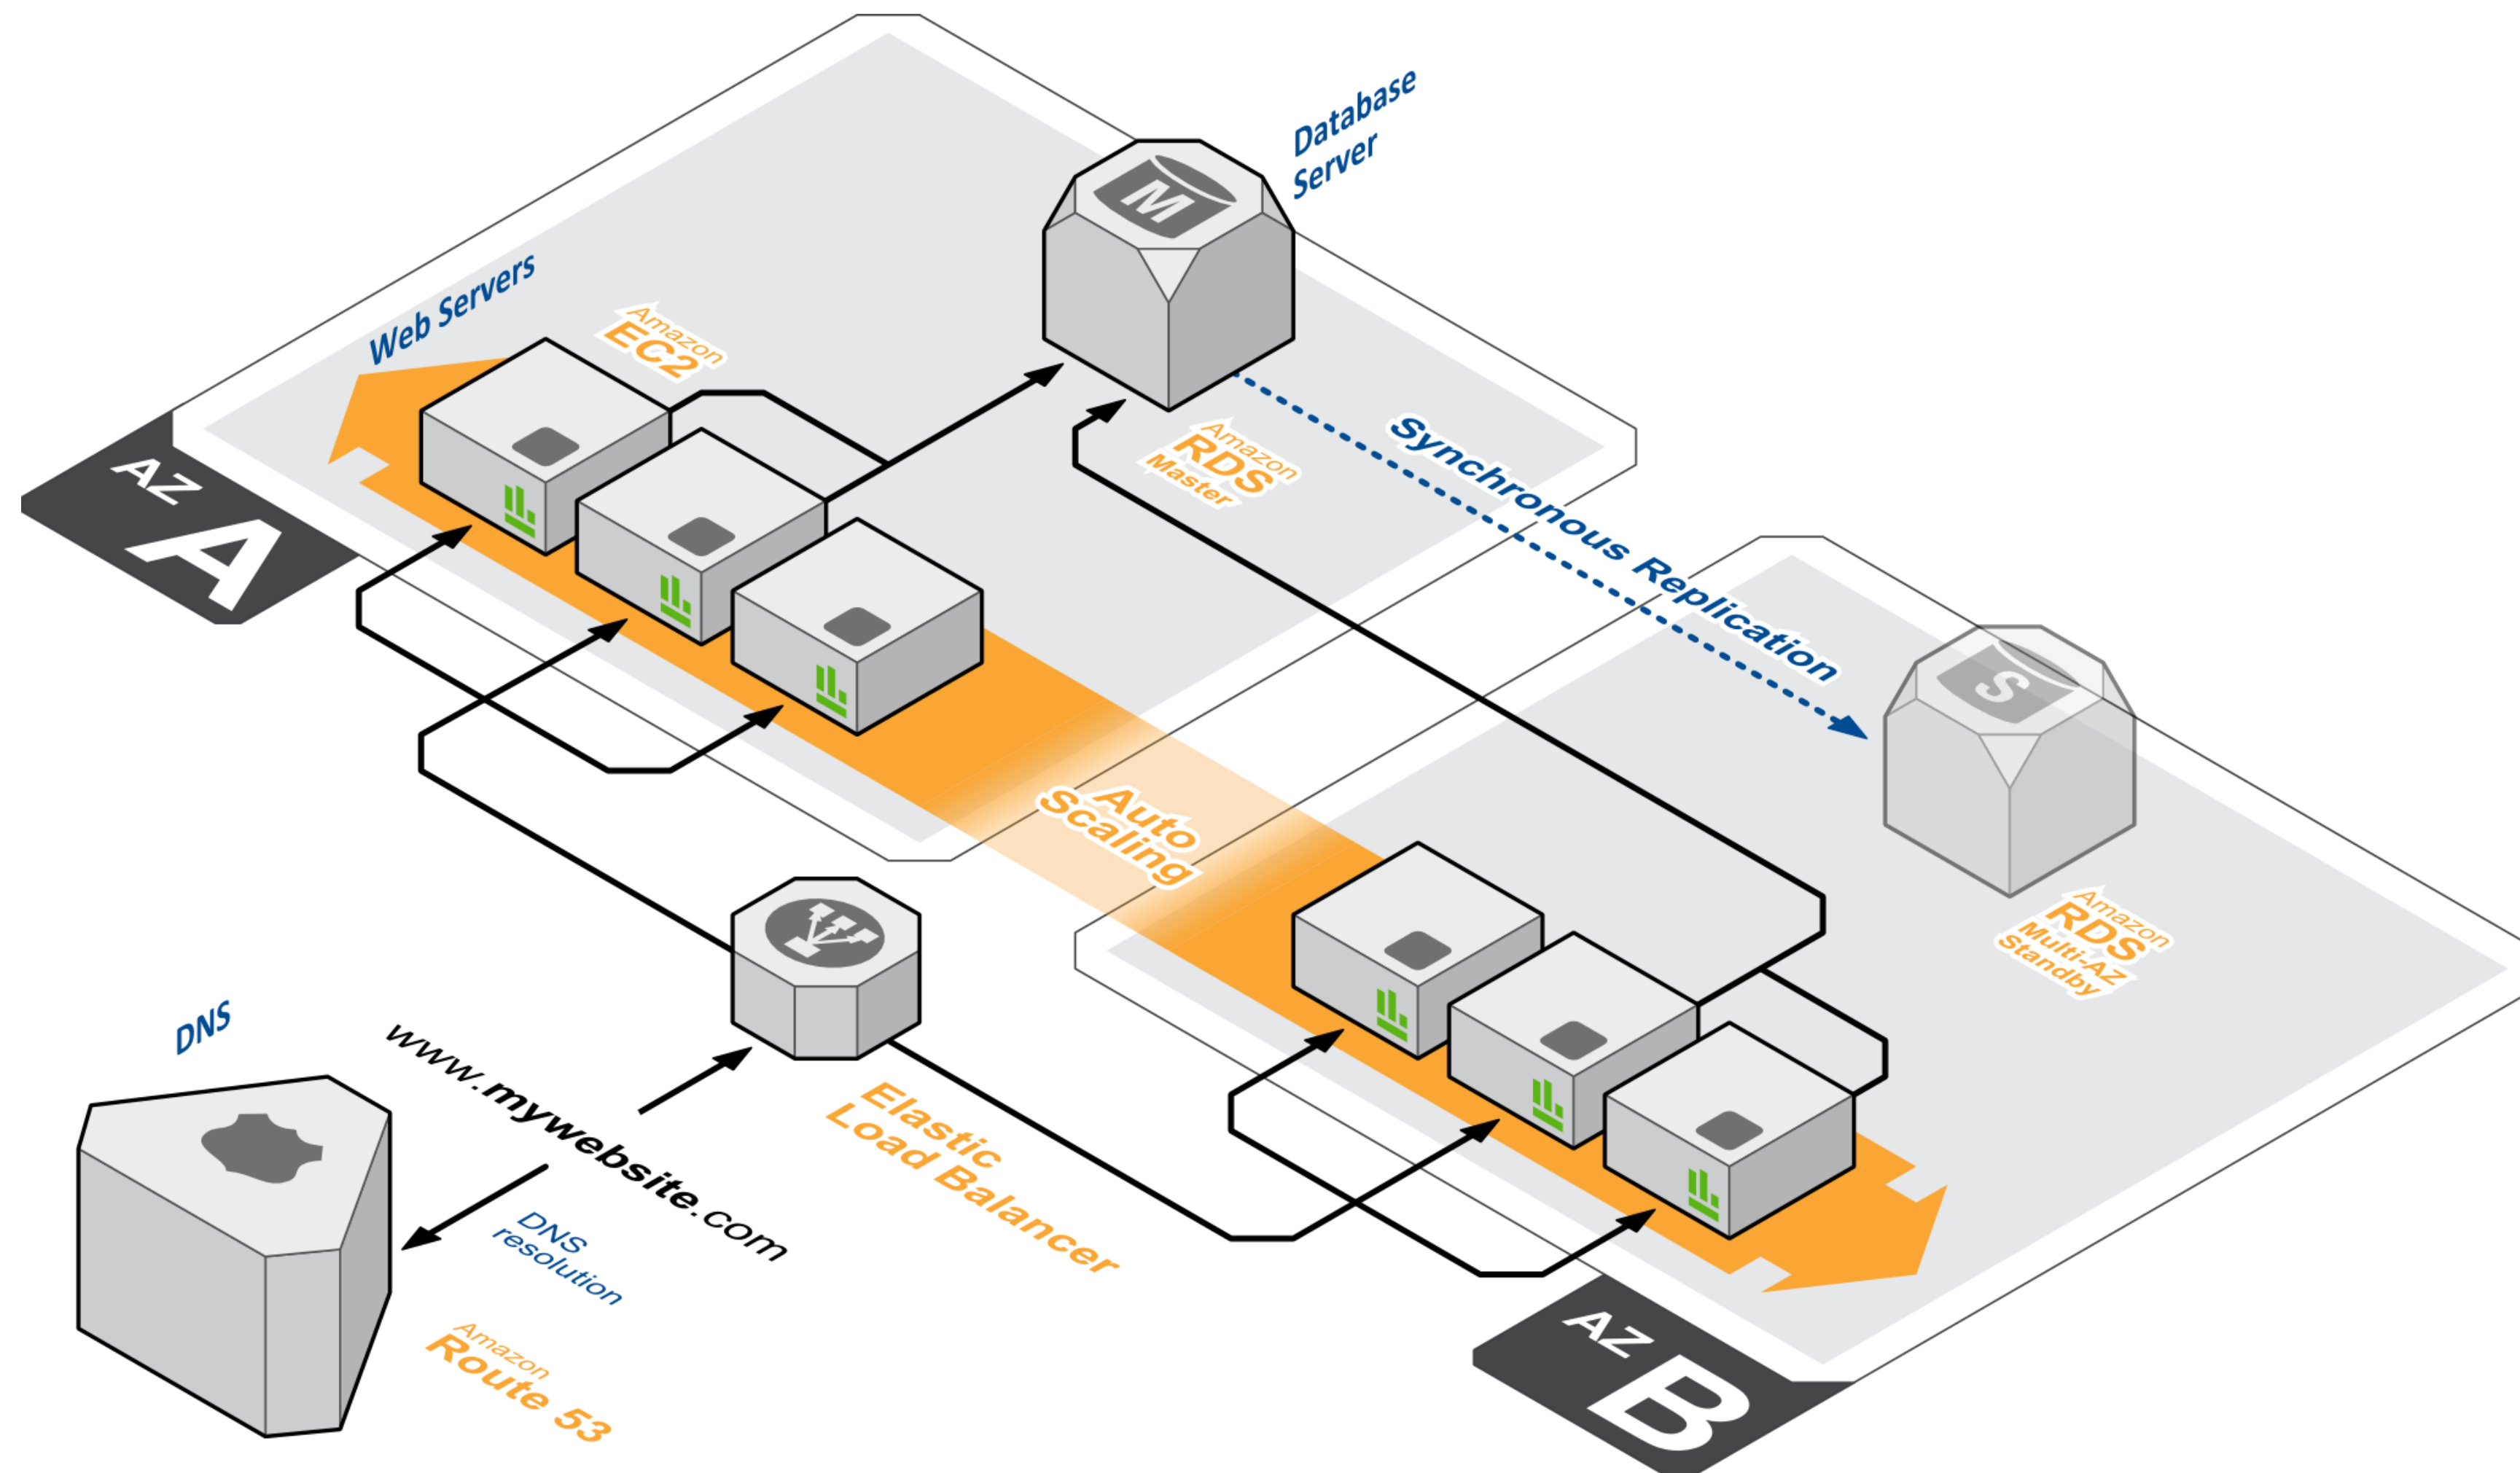 Database
Server
Web Servers
Amazon
EC2
M
Amazon
RDS
Master
Synchronous Replication
AZ
A
S
Auto
Scaling
Amazon
RDS
Multi-AZ
Standby
DNS
www.mywebsite.com
Elastic
Load Balancer
DNS
resolution
Amazon
Route 53
AZ
B